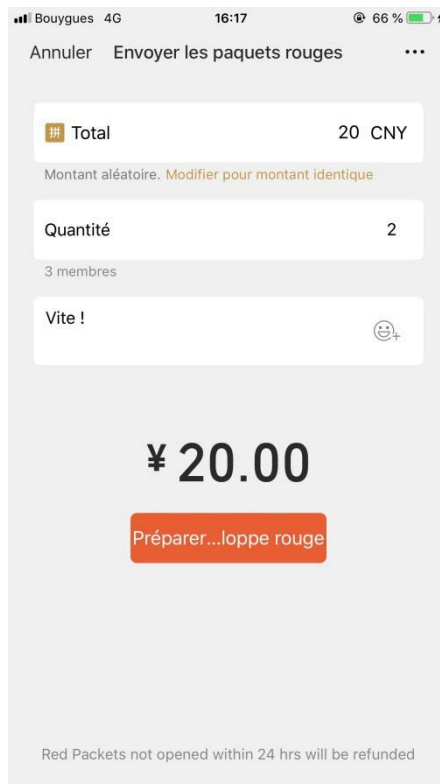 Bouygues 4G 16:17 66 %
Annuler Envoyer les paquets rouges ...
拼 Total 20 CNY
Montant aléatoire. Modifier pour montant identique
Quantité 2
3 membres
Vite !
¥ 20.00
Préparer...loppe rouge
Red Packets not opened within 24 hrs will be refunded